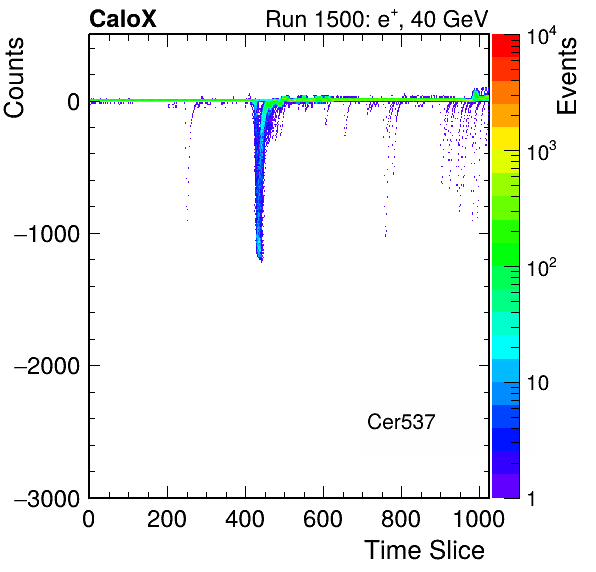 CaloX Run 1500: e⁺, 40 GeV
Counts
Events
0
−1000
−2000
−3000
10⁴
10³
10²
10
1
Cer537
0 200 400 600 800 1000
Time Slice